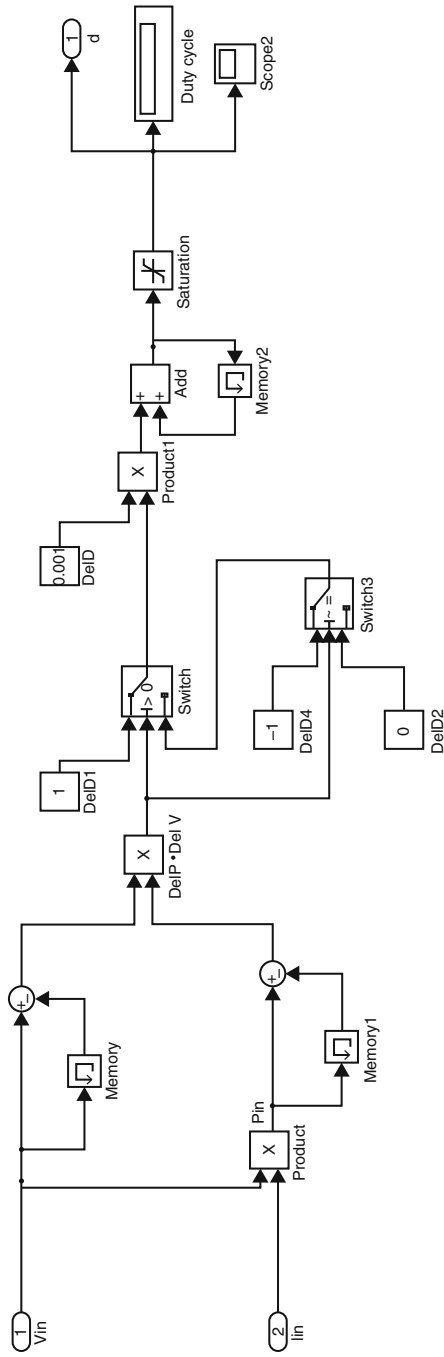 1
Vin
2
Iin
+
−
Memory
X
Product
Pin
+
−
Memory1
X
DelP •Del V
1
DelD1
> 0
Switch
−1
DelD4
~ =
Switch3
0
DelD2
0.001
DelD
X
Product1
+
+
Add
Memory2
Saturation
1
d
Duty cycle
Scope2